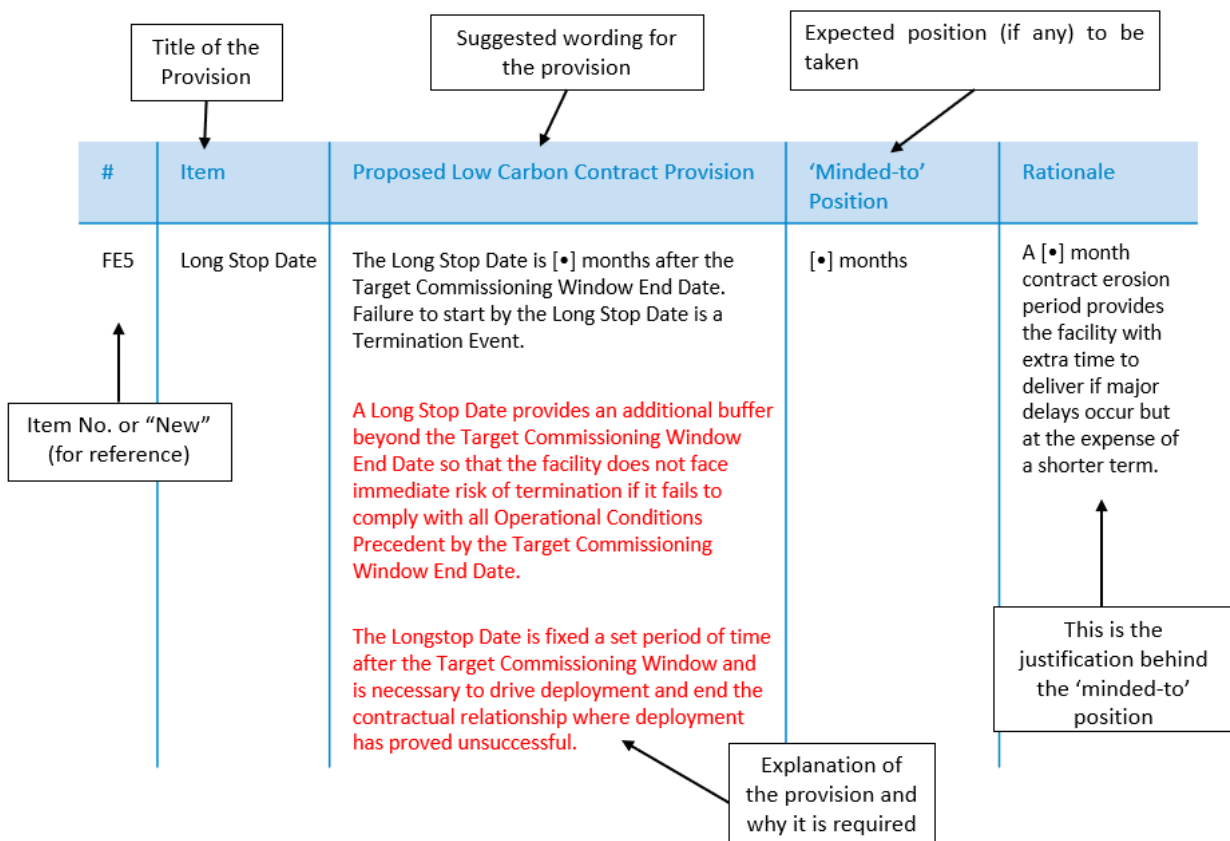 Title of the
Provision
Suggested wording for
the provision
Expected position (if any) to be
taken
#
Item
Proposed Low Carbon Contract Provision
‘Minded-to’
Position
Rationale
FE5
Long Stop Date
The Long Stop Date is [•] months after the
Target Commissioning Window End Date.
Failure to start by the Long Stop Date is a
Termination Event.
A Long Stop Date provides an additional buffer
beyond the Target Commissioning Window
End Date so that the facility does not face
immediate risk of termination if it fails to
comply with all Operational Conditions
Precedent by the Target Commissioning
Window End Date.
The Longstop Date is fixed a set period of time
after the Target Commissioning Window and
is necessary to drive deployment and end the
contractual relationship where deployment
has proved unsuccessful.
[•] months
A [•] month
contract erosion
period provides
the facility with
extra time to
deliver if major
delays occur but
at the expense of
a shorter term.
Item No. or “New”
(for reference)
This is the
justification behind
the ‘minded-to’
position
Explanation of
the provision and
why it is required